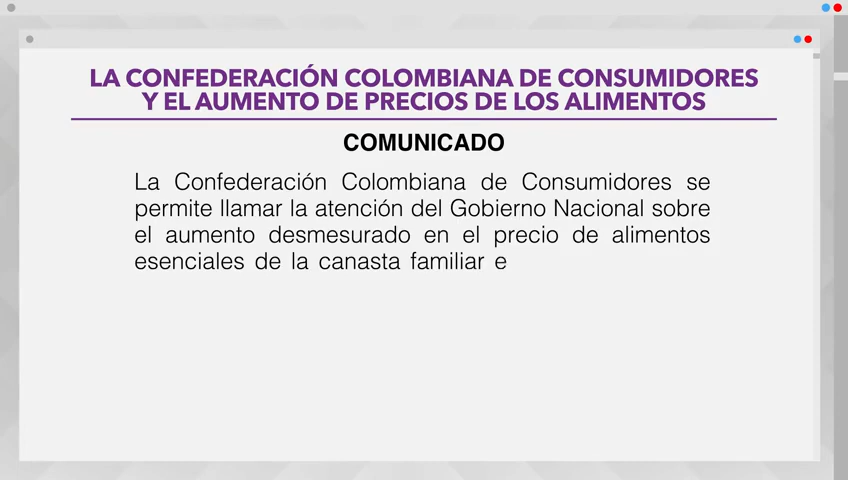 LA CONFEDERACIÓN COLOMBIANA DE CONSUMIDORES
Y EL AUMENTO DE PRECIOS DE LOS ALIMENTOS
COMUNICADO
La Confederación Colombiana de Consumidores se
permite llamar la atención del Gobierno Nacional sobre
el aumento desmesurado en el precio de alimentos
esenciales de la canasta familiar e